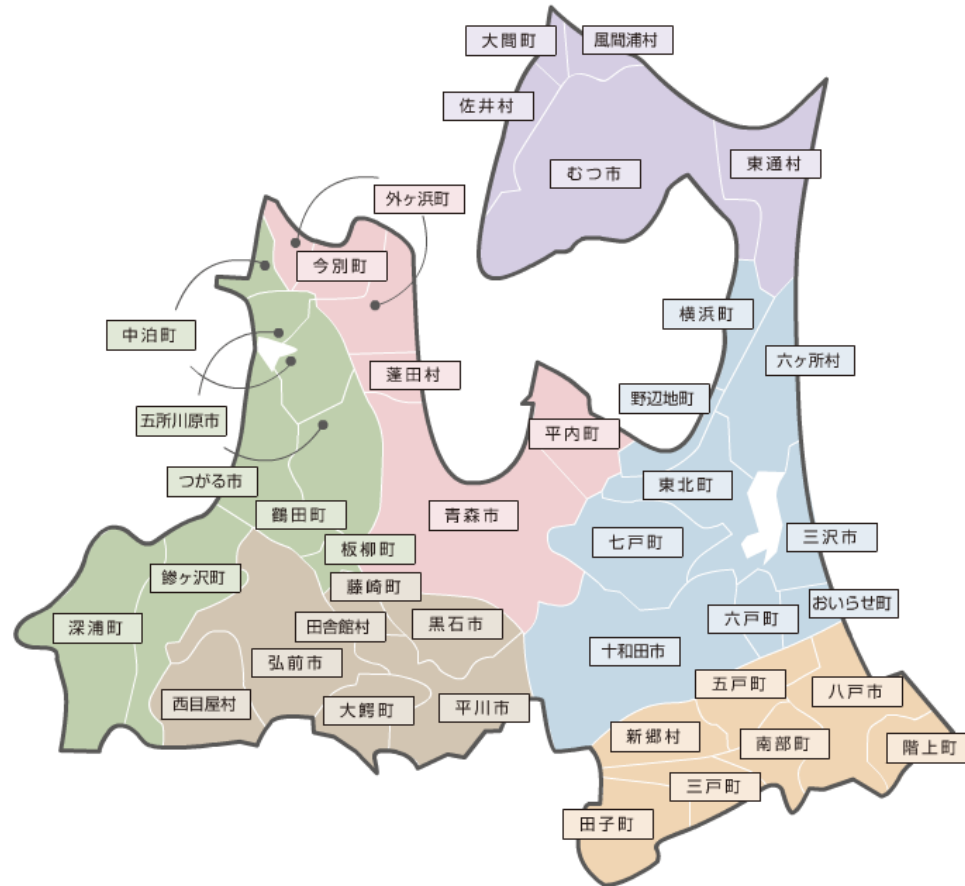 大間町
風間浦村
佐井村
東通村
むつ市
外ヶ浜町
今別町
横浜町
中泊町
六ヶ所村
蓬田村
野辺地町
五所川原市
平内町
つがる市
東北町
鶴田町
青森市
七戸町
三沢市
板柳町
鰺ヶ沢町
藤崎町
おいらせ町
深浦町
田舎館村
黒石市
六戸町
弘前市
十和田市
西目屋村
大鰐町
平川市
五戸町
八戸市
新郷村
南部町
階上町
三戸町
田子町